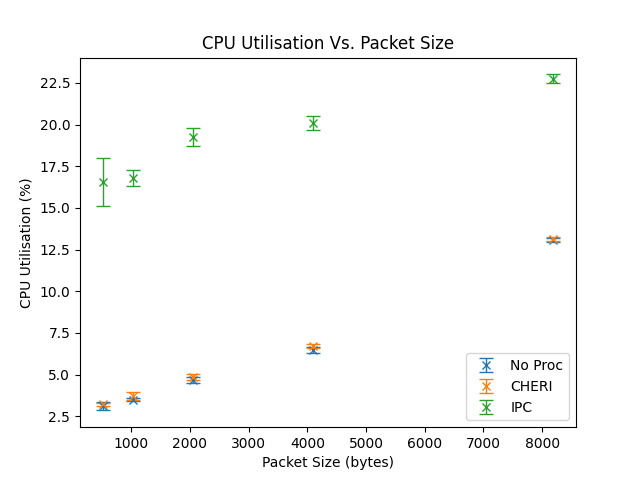 CPU Utilisation Vs. Packet Size
CPU Utilisation (%)
22.5
20.0
17.5
15.0
12.5
10.0
7.5
5.0
2.5
No Proc
CHERI
IPC
1000 2000 3000 4000 5000 6000 7000 8000
Packet Size (bytes)